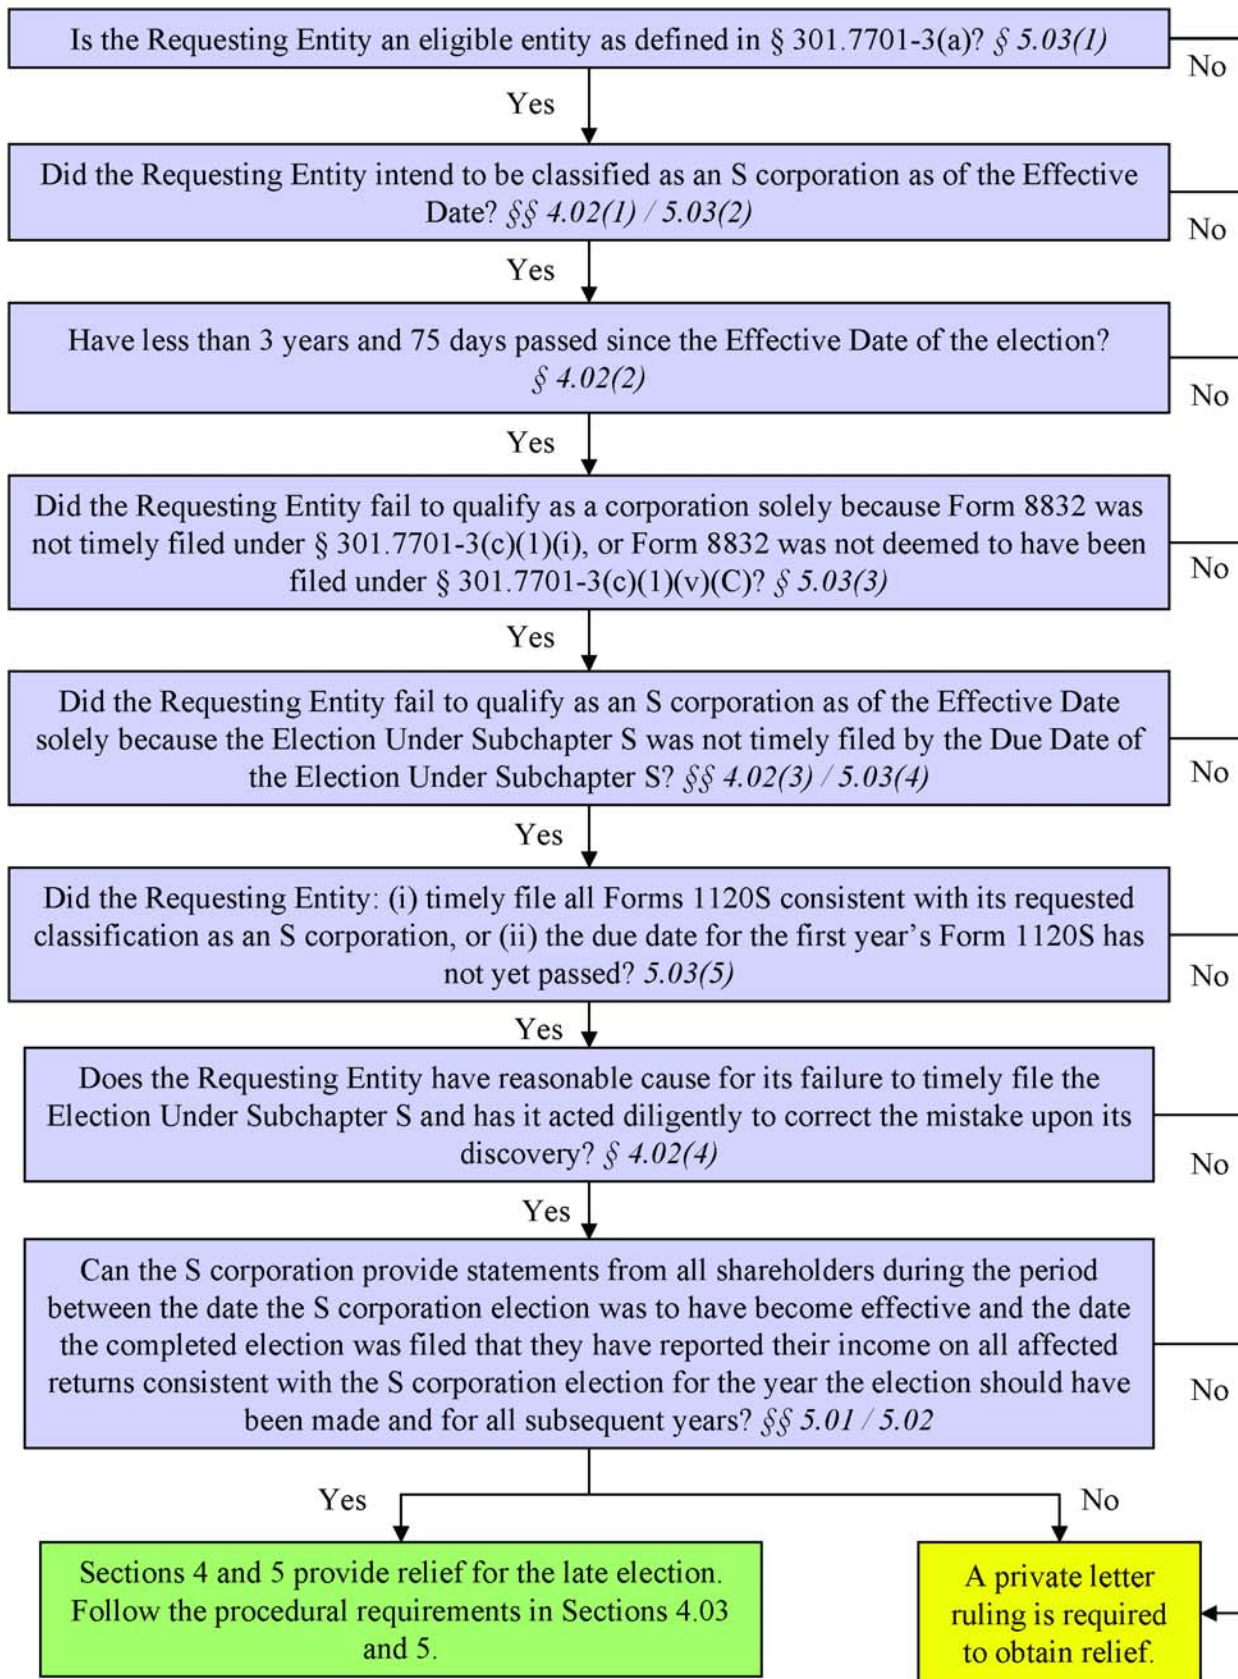 Is the Requesting Entity an eligible entity as defined in § 301.7701-3(a)? § 5.03(1)
No
Yes
Did the Requesting Entity intend to be classified as an S corporation as of the Effective
Date? §§ 4.02(1) / 5.03(2)
No
Yes
Have less than 3 years and 75 days passed since the Effective Date of the election?
§ 4.02(2)
No
Yes
Did the Requesting Entity fail to qualify as a corporation solely because Form 8832 was
not timely filed under § 301.7701-3(c)(1)(i), or Form 8832 was not deemed to have been
filed under § 301.7701-3(c)(1)(v)(C)? § 5.03(3)
No
Yes
Did the Requesting Entity fail to qualify as an S corporation as of the Effective Date
solely because the Election Under Subchapter S was not timely filed by the Due Date of
the Election Under Subchapter S? §§ 4.02(3) / 5.03(4)
No
Yes
Did the Requesting Entity: (i) timely file all Forms 1120S consistent with its requested
classification as an S corporation, or (ii) the due date for the first year’s Form 1120S has
not yet passed? 5.03(5)
No
Yes
Does the Requesting Entity have reasonable cause for its failure to timely file the
Election Under Subchapter S and has it acted diligently to correct the mistake upon its
discovery? § 4.02(4)
No
Yes
Can the S corporation provide statements from all shareholders during the period
between the date the S corporation election was to have become effective and the date
the completed election was filed that they have reported their income on all affected
returns consistent with the S corporation election for the year the election should have
been made and for all subsequent years? §§ 5.01 / 5.02
No
Yes
No
Sections 4 and 5 provide relief for the late election.
Follow the procedural requirements in Sections 4.03
and 5.
A private letter
ruling is required
to obtain relief.